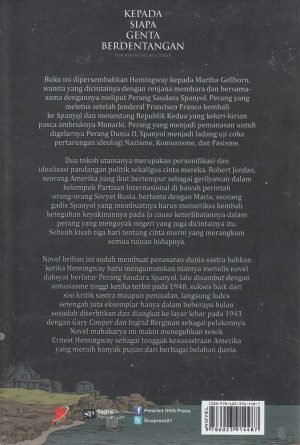 KEPADA
SIAPA
GENTA
BERDENTANGAN
Buku ini dipersembahkan Hemingway kepada Martha Gellhorn,
wanita yang dicintainya dengan renjana membara dan bersama-
samanya dengannya meliput Perang Saudara Spanyol. Perang yang
meletus setelah Jenderal Francisco Franco kembali
ke Spanyol dan menentang Republik Kedua yang kekiri-kirian
pasca ambruknya Monarki. Perang yang menjadi pemanasan untuk
digelarnya Perang Dunia II. Spanyol menjadi ladang uji coba
pertarungan ideologi Nazisme, Komunisme, dan Fasisme.
Dua tokoh utamanya merupakan personifikasi dan
idealisasi pandangan politik sekaligus cinta mereka. Robert Jordan,
seorang Amerika yang ikut bertempur sebagai gerilyawan dalam
kelompok Partisan Internasional di bawah perintah
orang-orang Sovyet Rusia, bertemu dengan Maria, seorang
gadis Spanyol yang membuatnya harus memeriksa kembali
keteguhan keyakinannya pada la causa keterlibatannya dalam
perang yang mengoyak negeri yang juga dicintainya itu.
Sebuah kisah tiga hari tentang cinta murni yang merangkum
semua tujuan hidupnya.
Novel brilian ini sudah membuat penasaran dunia sastra bahkan
ketika Hemingway baru mengumumkan niatnya menulis novel
dahsyat berlatar Perang Saudara Spanyol, lalu disambut dengan
antusiasme tinggi ketika terbit pada 1940, sukses baik dari
sisi kritik sastra maupun penjualan, langsung ludes
setengah juta eksemplar hanya dalam beberapa bulan
sesudah diterbitkan dan diangkat ke layar lebar pada 1943
dengan Gary Cooper dan Ingrid Bergman sebagai pelakonnya.
Novel mahakarya ini makin meneguhkan sosok
Ernest Hemingway sebagai tonggak kesusastraan Amerika
yang meraih banyak pujian dari berbagai belahan dunia.
SP
Sastra
Perjuangan
Penerbit DIVA Press
Divapress01
NOVEL
ISBN 978-602-391-448-7
9 786023 914487